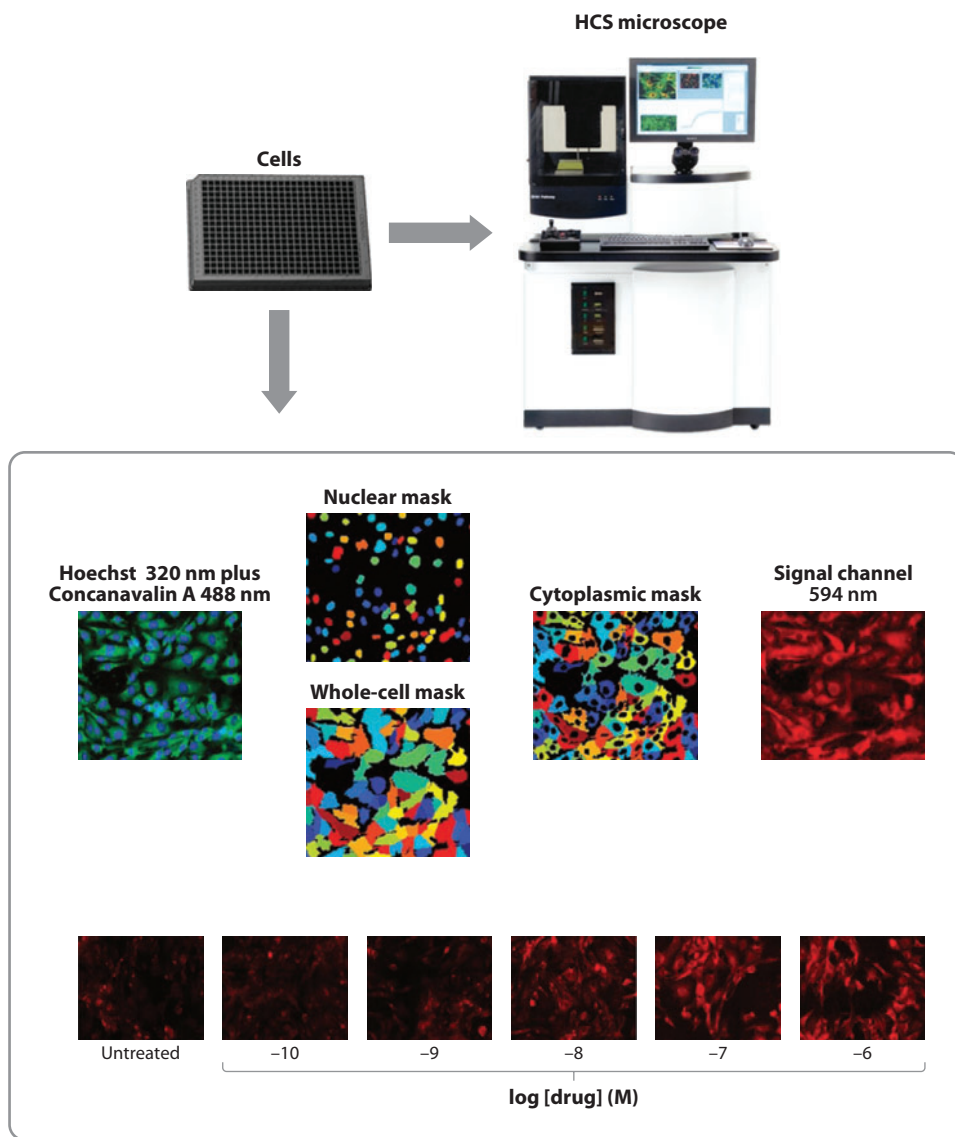 HCS microscope
Cells
Nuclear mask
Hoechst 320 nm plus
Concanavalin A 488 nm
Cytoplasmic mask
Signal channel
594 nm
Whole-cell mask
Untreated
–10
–9
–8
–7
–6
log [drug] (M)